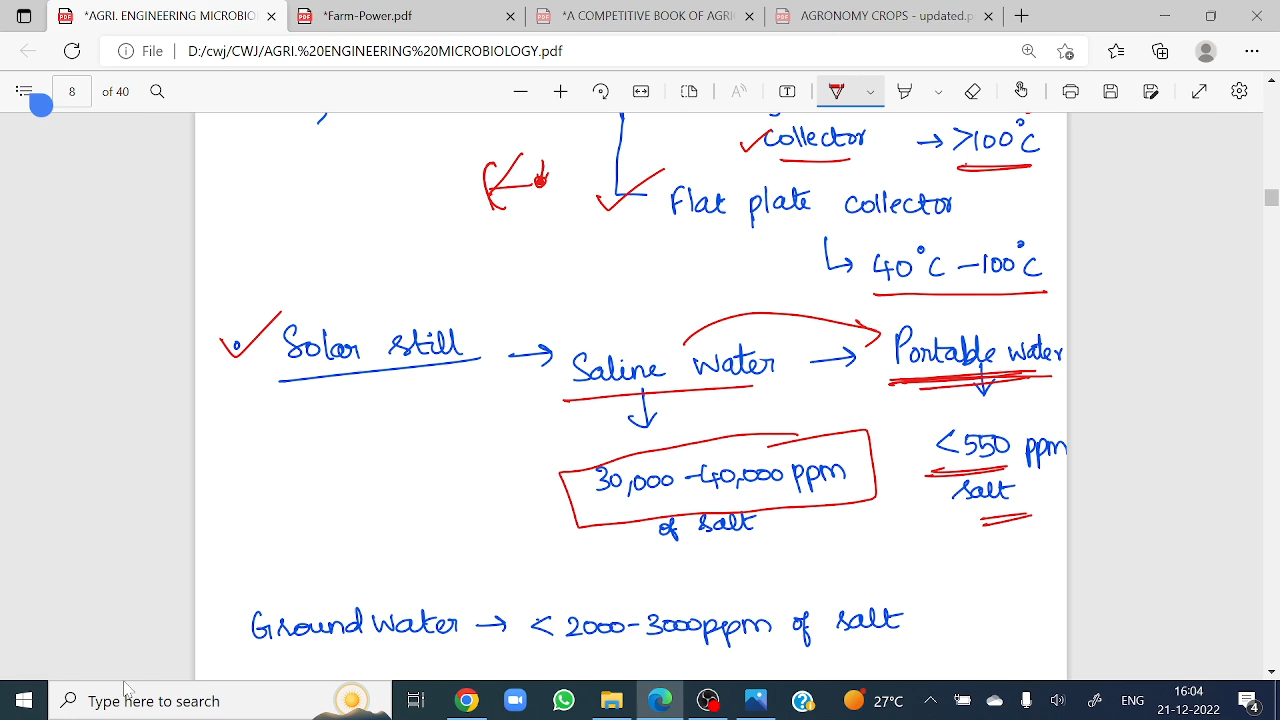 *AGRI. ENGINEERING MICROBIO
*Farm-Power.pdf
*A COMPETITIVE BOOK OF AGRI
AGRONOMY CROPS - updated.p
File
D:/cwj/CWJ/AGRI.%20ENGINEERING%20MICROBIOLOGY.pdf
8 of 40
collector → >100°C
Flat plate collector
↳ 40°C - 100°C
Solar still → Saline water → Portable water
30,000 - 40,000 ppm
of salt
< 550 ppm
salt
Ground water → < 2000 - 3000 ppm of salt
Type here to search
27°C
ENG
16:04
21-12-2022
4